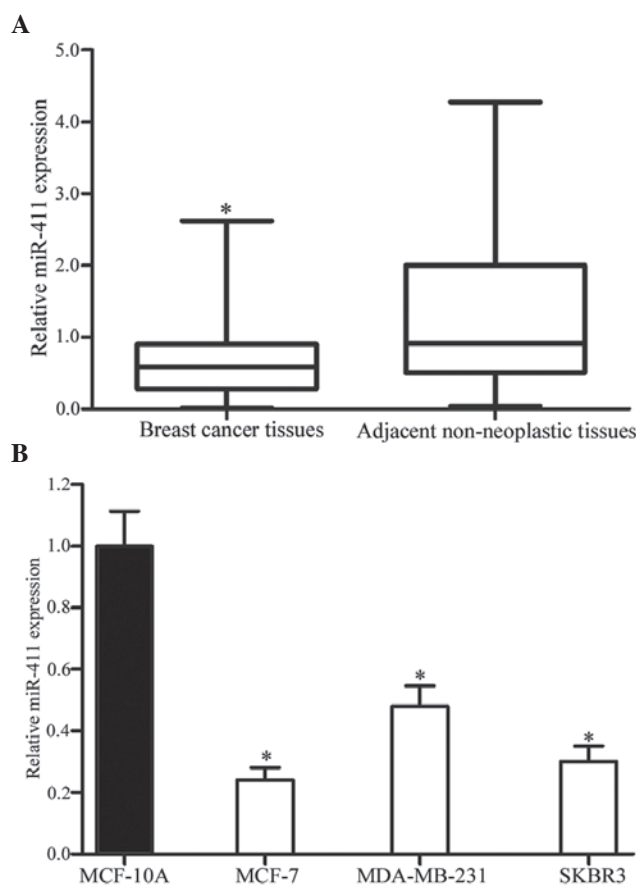 A
5.0
4.0
3.0
2.0
1.0
0.0
Relative miR-411 expression
*
Breast cancer tissues Adjacent non-neoplastic tissues
B
1.2
1.0
0.8
0.6
0.4
0.2
0.0
Relative miR-411 expression
* * *
MCF-10A MCF-7 MDA-MB-231 SKBR3